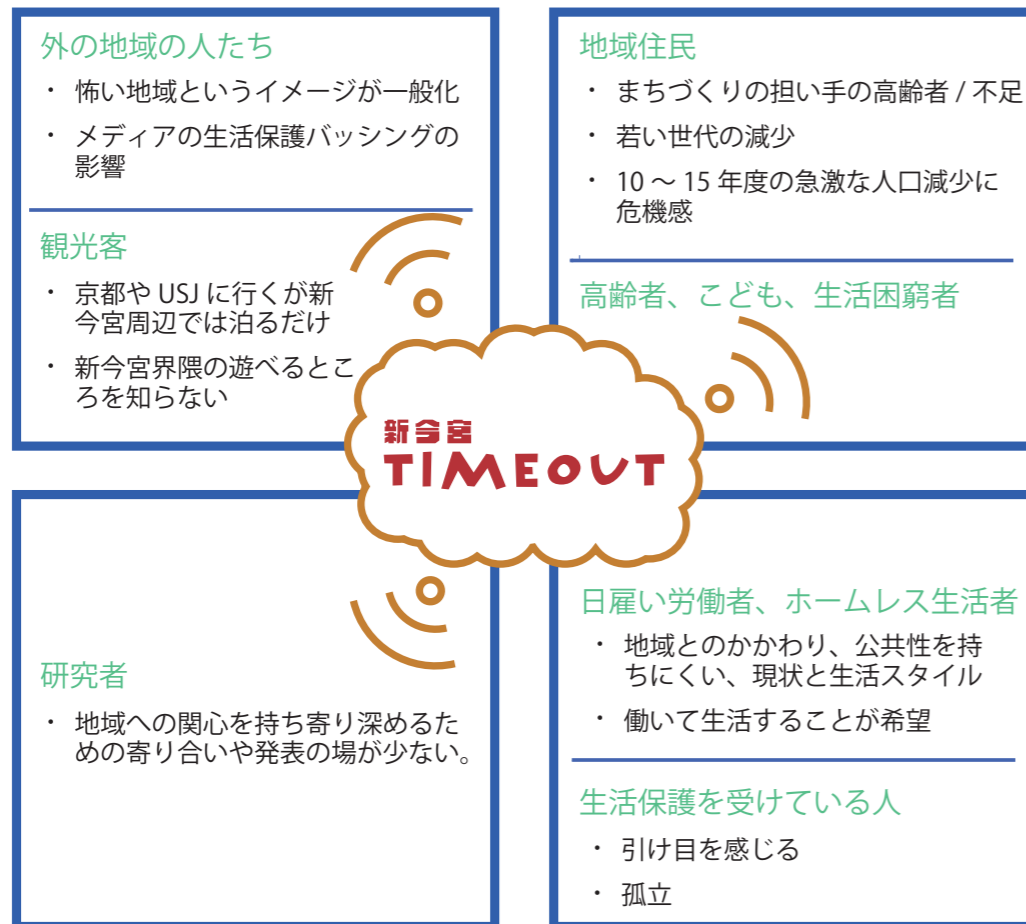 外の地域の人たち
・ 怖い地域というイメージが一般化
・ メディアの生活保護バッシングの
影響
観光客
・ 京都や USJ に行くが新
今宮周辺では泊るだけ
・ 新今宮界隈の遊べるとこ
ろを知らない
地域住民
・ まちづくりの担い手の高齢者 / 不足
・ 若い世代の減少
・ 10 〜 15 年度の急激な人口減少に
危機感
高齢者、こども、生活困窮者
新今宮
TIMEOUT
研究者
・ 地域への関心を持ち寄り深めるた
めの寄り合いや発表の場が少ない。
日雇い労働者、ホームレス生活者
・ 地域とのかかわり、公共性を持
ちにくい、現状と生活スタイル
・ 働いて生活することが希望
生活保護を受けている人
・ 引け目を感じる
・ 孤立